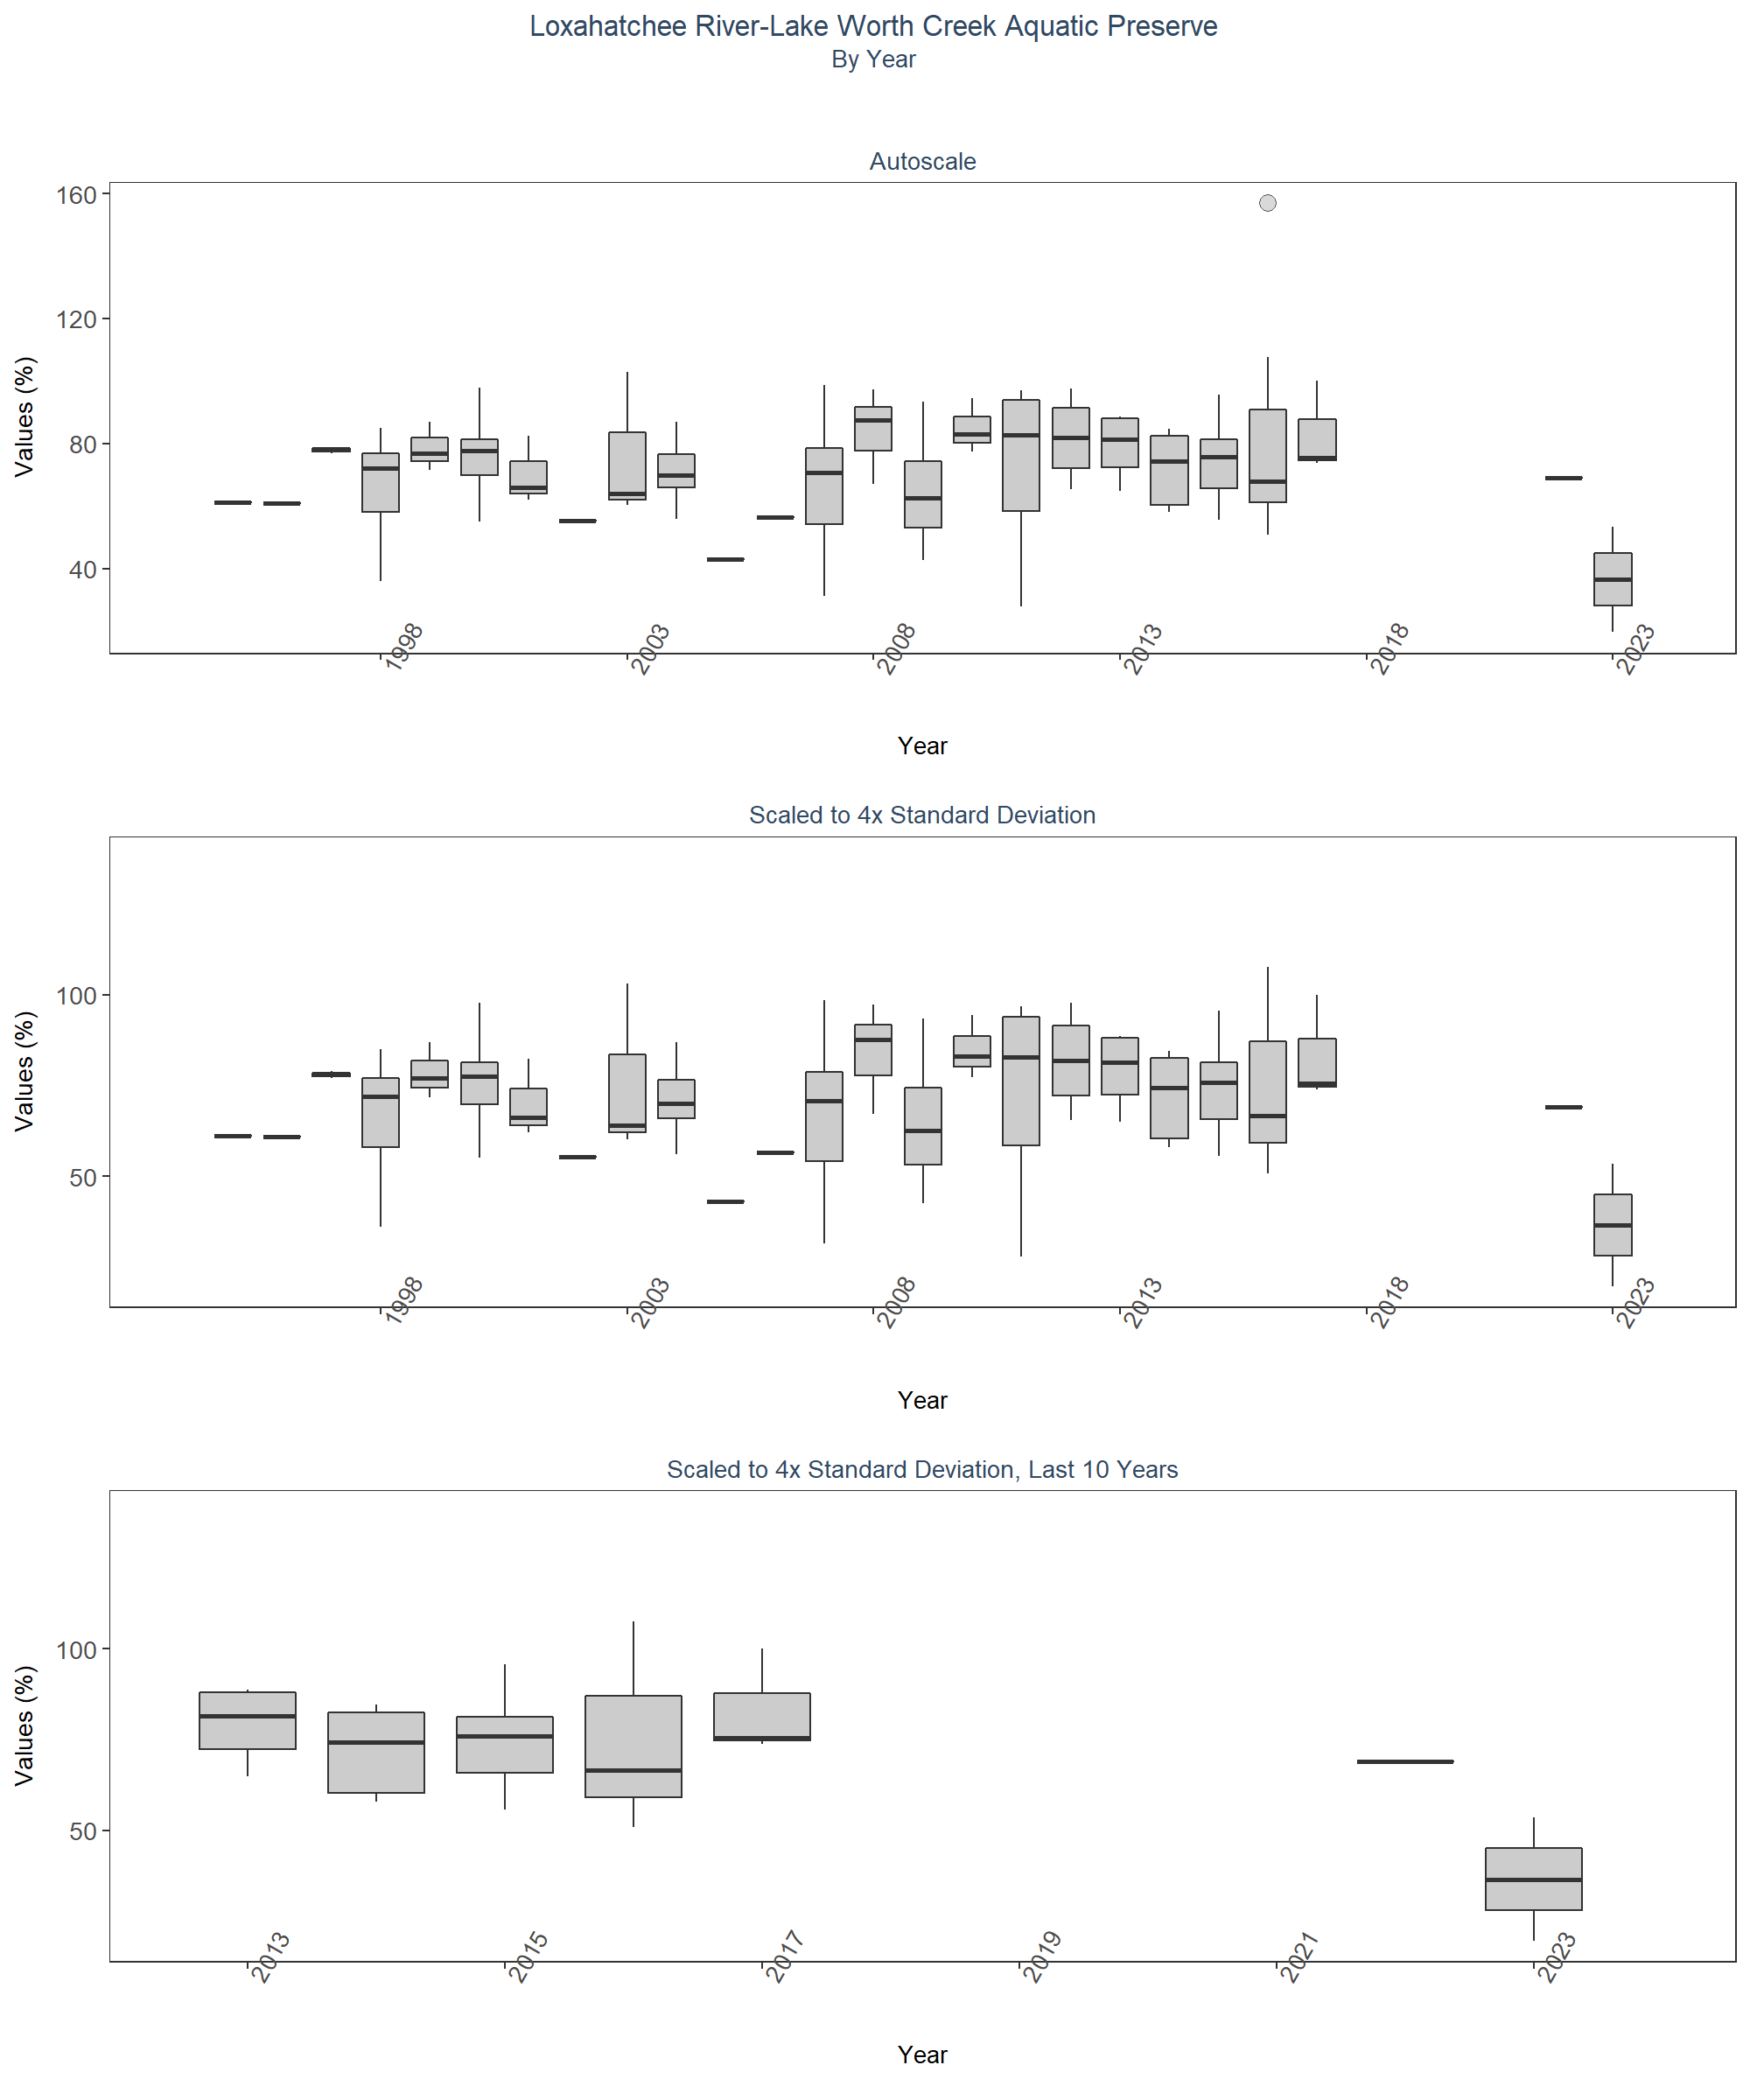 Loxahatchee River-Lake Worth Creek Aquatic Preserve
By Year
Autoscale
Values (%)
160
120
80
40
1998
2003
2008
2013
2018
2023
Year
Scaled to 4x Standard Deviation
Values (%)
100
50
1998
2003
2008
2013
2018
2023
Year
Scaled to 4x Standard Deviation, Last 10 Years
Values (%)
100
50
2013
2015
2017
2019
2021
2023
Year